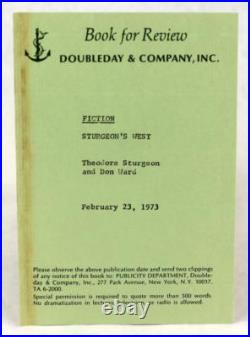 Book for Review
DOUBLEDAY & COMPANY, INC.
FICTION
STURGEON'S WEST
Theodore Sturgeon
and Don Ward
February 23, 1973
Please observe the above publication date and send two clippings
of any notice of this book to: PUBLICITY DEPARTMENT, Double-
day & Company, Inc., 277 Park Avenue, New York, N.Y. 10017.
TA 6-2000.
Special permission is required to quote more than 500 words
No dramatization in lectures, television or radio is allowed.